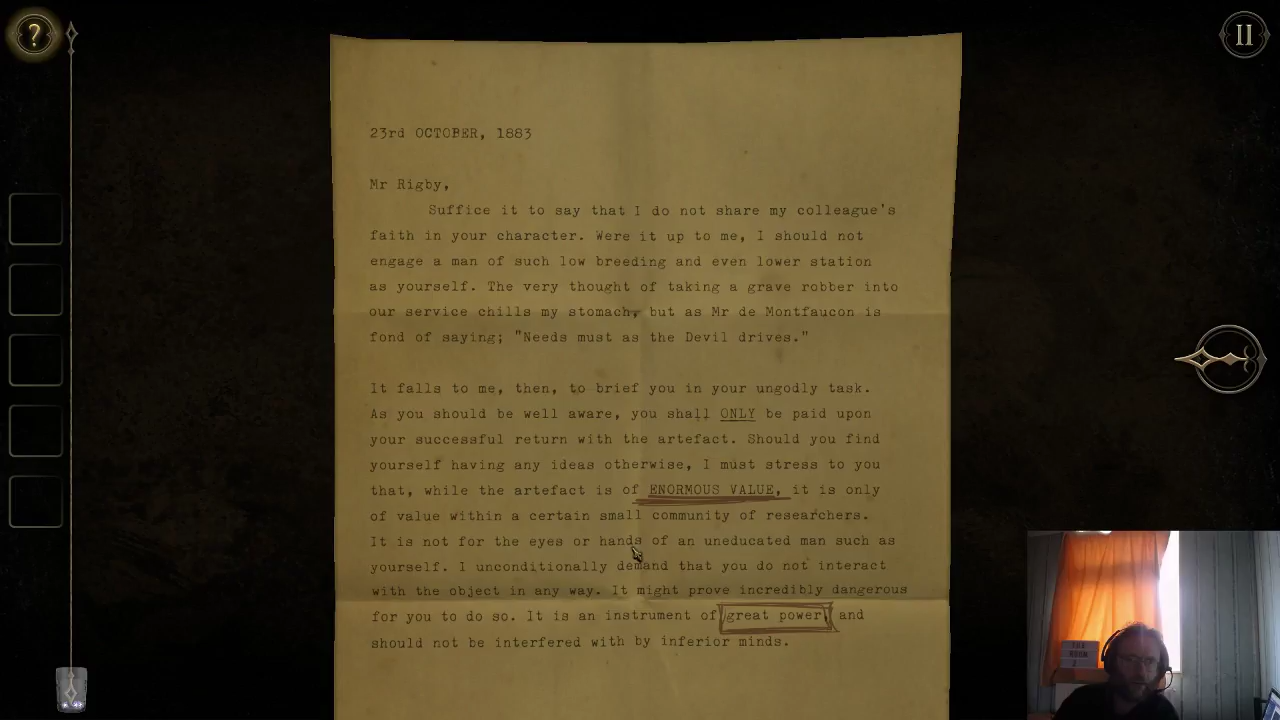 ?
23rd OCTOBER, 1883
Mr Rigby,
Suffice it to say that I do not share my colleague's
faith in your character. Were it up to me, I should not
engage a man of such low breeding and even lower station
as yourself. The very thought of taking a grave robber into
our service chills my stomach, but as Mr de Montfaucon is
fond of saying; "Needs must as the Devil drives."
It falls to me, then, to brief you in your ungodly task.
As you should be well aware, you shall ONLY be paid upon
your successful return with the artefact. Should you find
yourself having any ideas otherwise, I must stress to you
that, while the artefact is of ENORMOUS VALUE, it is only
of value within a certain small community of researchers.
It is not for the eyes or hands of an uneducated man such as
yourself. I unconditionally demand that you do not interact
with the object in any way. It might prove incredibly dangerous
for you to do so. It is an instrument of great power, and
should not be interfered with by inferior minds.
THE
ROOM